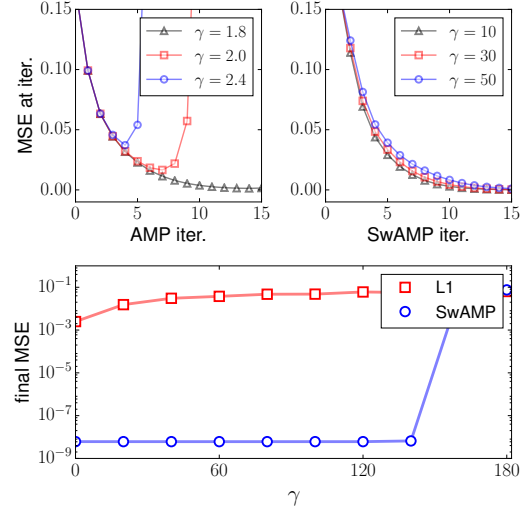 0.15
0.10
0.05
0.00
MSE at iter.
γ = 1.8
γ = 2.0
γ = 2.4
0 5 10 15
AMP iter.
0.15
0.10
0.05
0.00
γ = 10
γ = 30
γ = 50
0 5 10 15
SwAMP iter.
10⁻¹
10⁻³
10⁻⁵
10⁻⁷
10⁻⁹
final MSE
L1
SwAMP
0 60 120 180
γ